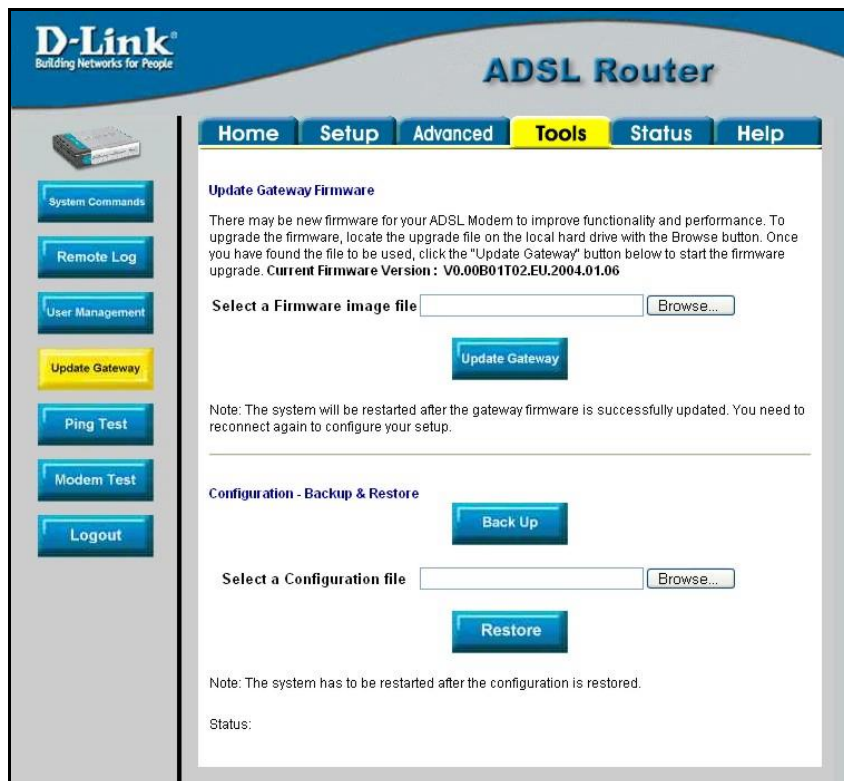 D-Link®
Building Networks for People
ADSL Router
Home
Setup
Advanced
Tools
Status
Help
System Commands
Remote Log
User Management
Update Gateway
Ping Test
Modem Test
Logout
Update Gateway Firmware
There may be new firmware for your ADSL Modem to improve functionality and performance. To
upgrade the firmware, locate the upgrade file on the local hard drive with the Browse button. Once
you have found the file to be used, click the "Update Gateway" button below to start the firmware
upgrade. Current Firmware Version : V0.00B01T02.EU.2004.01.06
Select a Firmware image file
Browse...
Update Gateway
Note: The system will be restarted after the gateway firmware is successfully updated. You need to
reconnect again to configure your setup.
Configuration - Backup & Restore
Back Up
Select a Configuration file
Browse...
Restore
Note: The system has to be restarted after the configuration is restored.
Status: